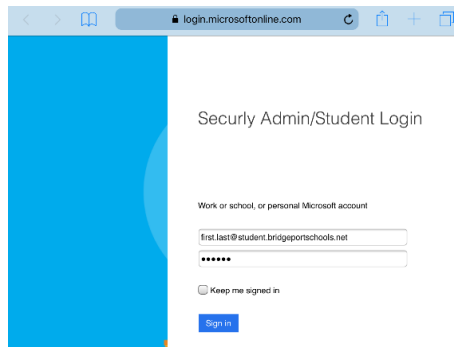 login.microsoftonline.com
Securly Admin/Student Login
Work or school, or personal Microsoft account
first.last@student.bridgeportschools.net
••••••
Keep me signed in
Sign in